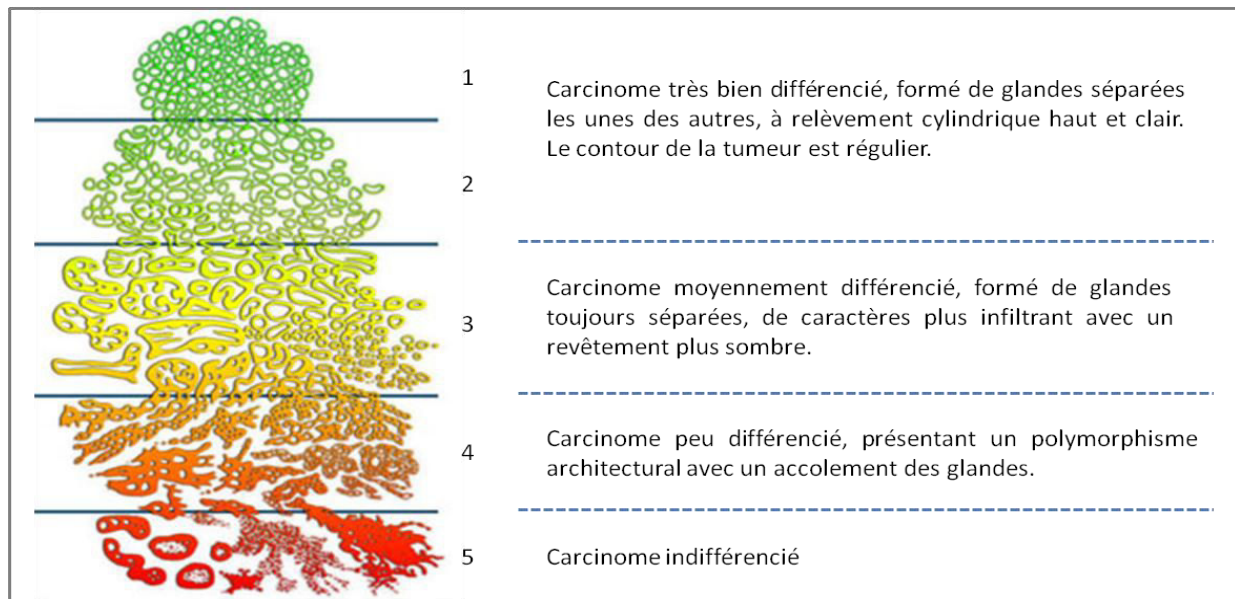 1
Carcinome très bien différencié, formé de glandes séparées
les unes des autres, à relèvement cylindrique haut et clair.
Le contour de la tumeur est régulier.
2
Carcinome moyennement différencié, formé de glandes
toujours séparées, de caractères plus infiltrant avec un
revêtement plus sombre.
3
Carcinome peu différencié, présentant un polymorphisme
architectural avec un accolement des glandes.
4
Carcinome indifférencié
5